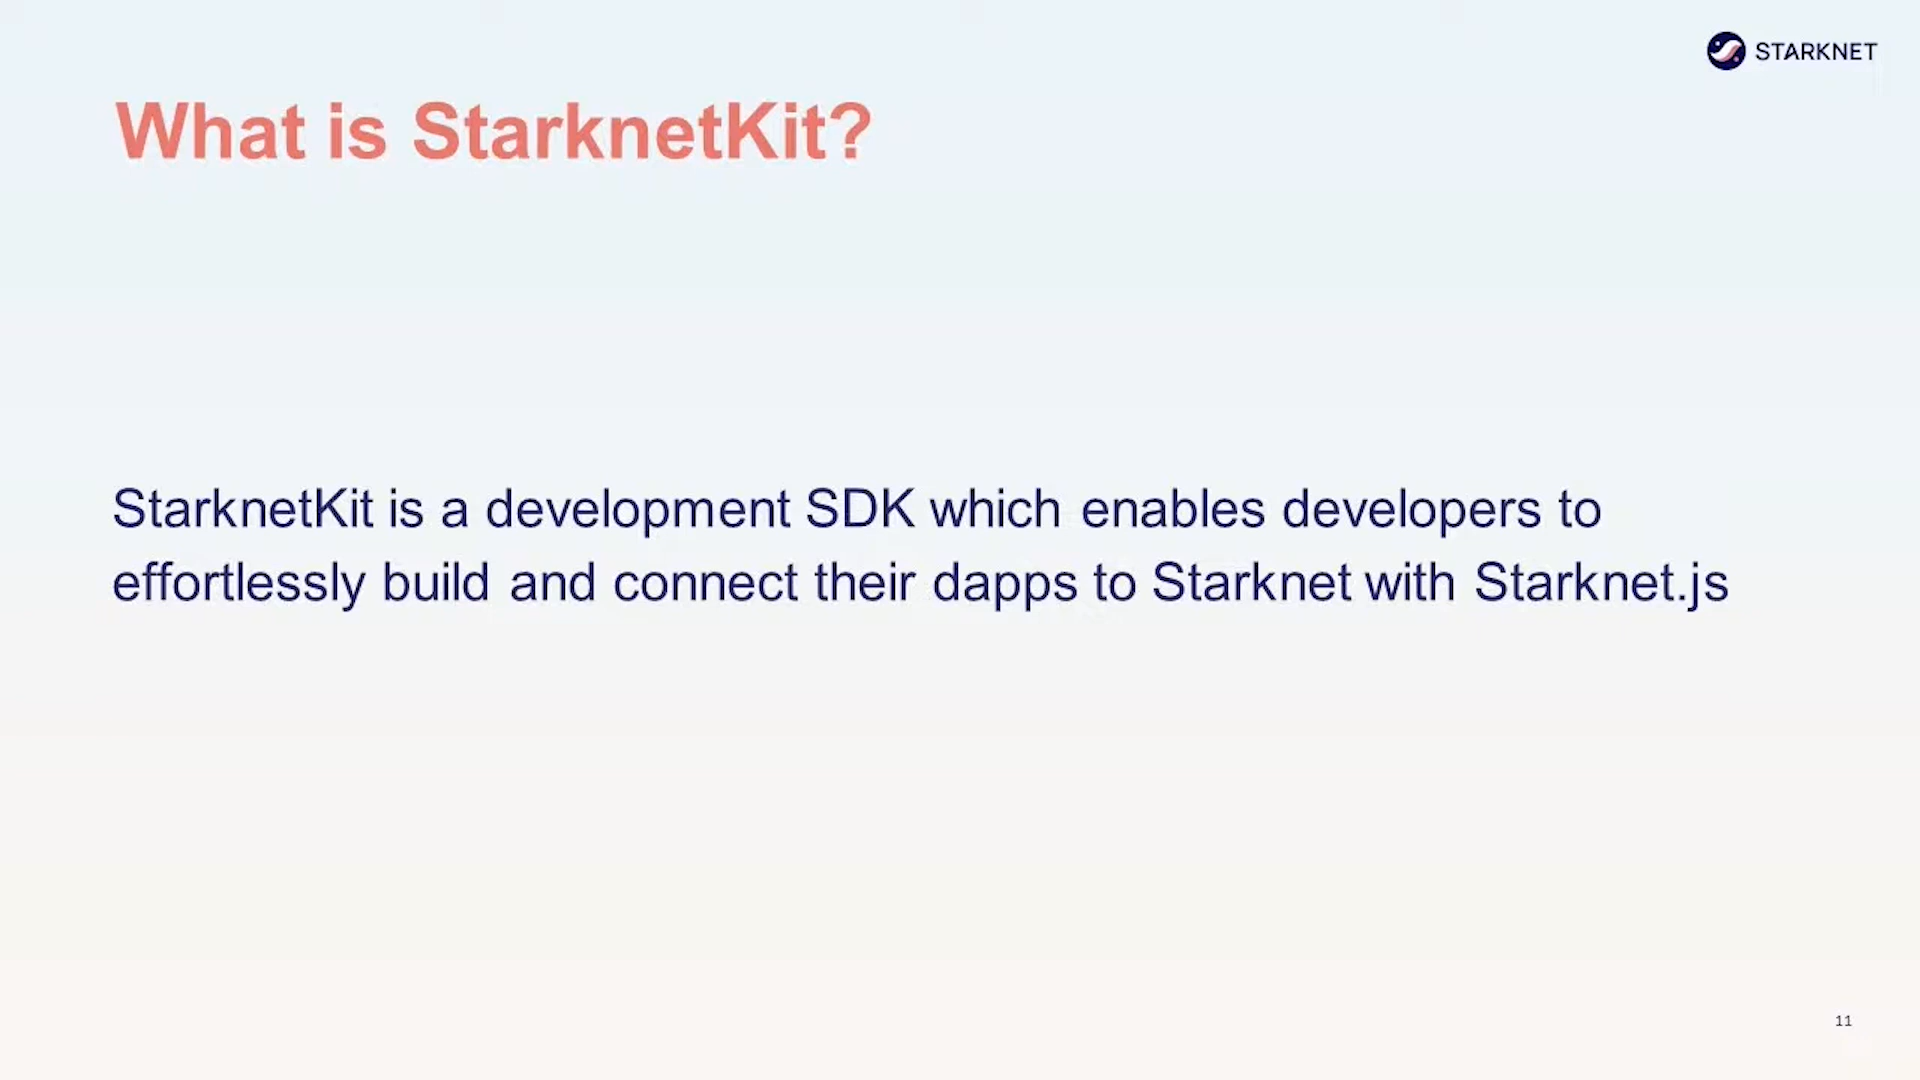 STARKNET
What is StarknetKit?
StarknetKit is a development SDK which enables developers to
effortlessly build and connect their dapps to Starknet with Starknet.js
11